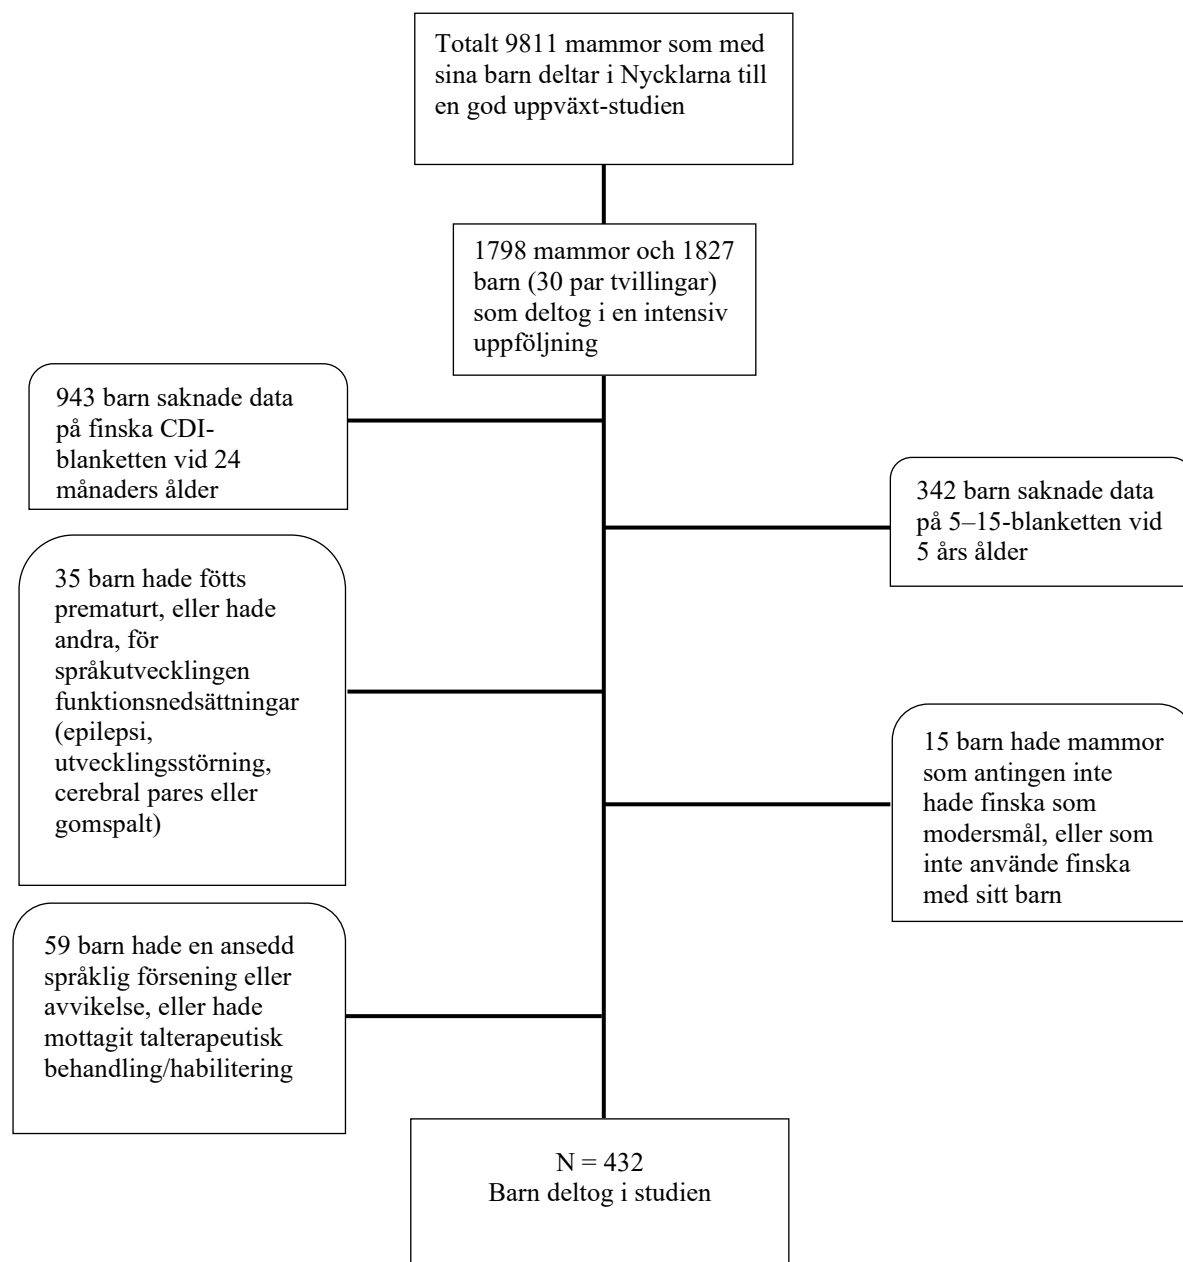 Totalt 9811 mammor som med
sina barn deltar i Nycklarna till
en god uppväxt-studien
1798 mammor och 1827
barn (30 par tvillingar)
som deltog i en intensiv
uppföljning
943 barn saknade data
på finska CDI-
blanketten vid 24
månaders ålder
342 barn saknade data
på 5–15-blanketten vid
5 års ålder
35 barn hade fötts
prematurt, eller hade
andra, för
språkutvecklingen
funktionsnedsättningar
(epilepsi,
utvecklingsstörning,
cerebral pares eller
gomspalt)
15 barn hade mammor
som antingen inte
hade finska som
modersmål, eller som
inte använde finska
med sitt barn
59 barn hade en ansedd
språklig försening eller
avvikelse, eller hade
mottagit talterapeutisk
behandling/habilitering
N = 432
Barn deltog i studien